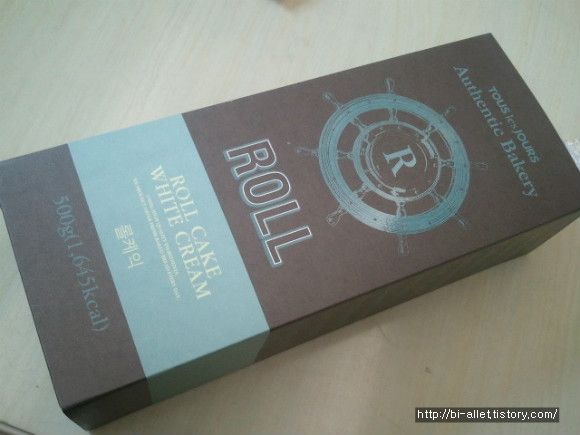 TOUS les JOURS
Authentic Bakery
R
ROLL
ROLL CAKE
WHITE CREAM
롤케익
500g(1,645kcal)
http://bi-allet.tistory.com/